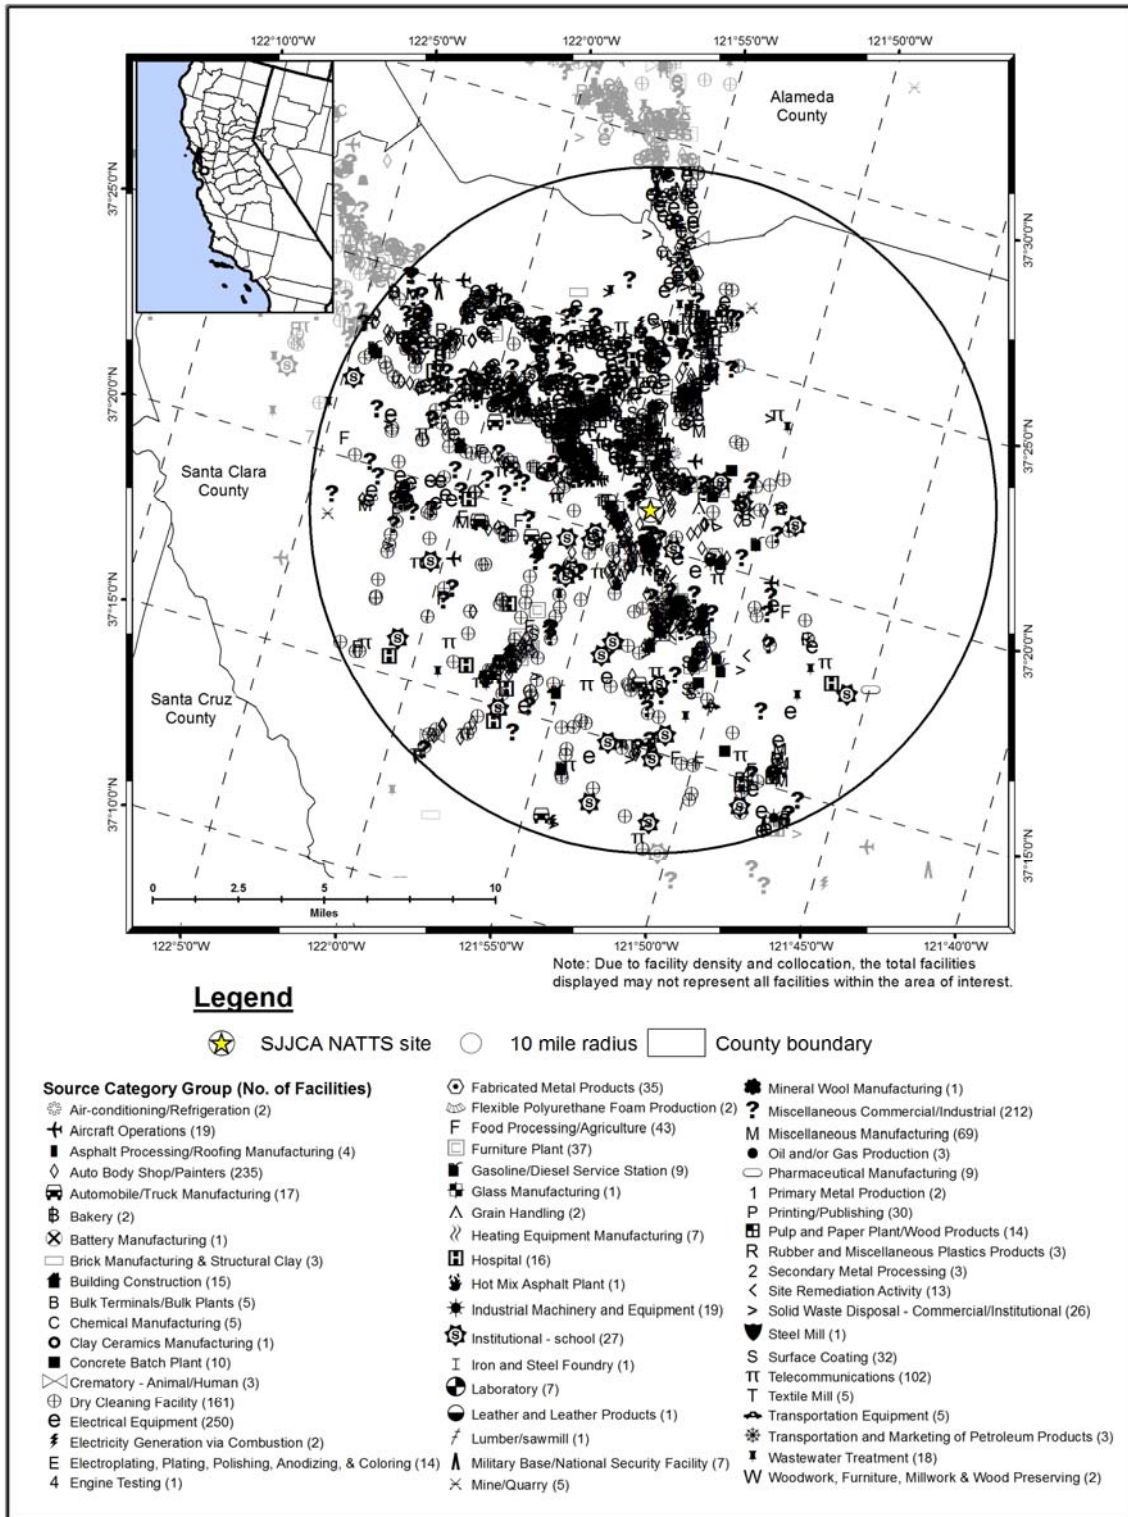 122°10'0"W
122°5'0"W
122°0'0"W
121°55'0"W
121°50'0"W
Alameda
County
37°25'0"N
37°30'0"N
37°20'0"N
37°25'0"N
Santa Clara
County
37°15'0"N
37°20'0"N
Santa Cruz
County
37°10'0"N
37°15'0"N
0 2.5 5 10
Miles
122°5'0"W
122°0'0"W
121°55'0"W
121°50'0"W
121°45'0"W
121°40'0"W
Note: Due to facility density and collocation, the total facilities
displayed may not represent all facilities within the area of interest.
Legend
SJJCA NATTS site
10 mile radius
County boundary
Source Category Group (No. of Facilities)
Air-conditioning/Refrigeration (2)
Aircraft Operations (19)
Asphalt Processing/Roofing Manufacturing (4)
Auto Body Shop/Painters (235)
Automobile/Truck Manufacturing (17)
Bakery (2)
Battery Manufacturing (1)
Brick Manufacturing & Structural Clay (3)
Building Construction (15)
B Bulk Terminals/Bulk Plants (5)
C Chemical Manufacturing (5)
Clay Ceramics Manufacturing (1)
Concrete Batch Plant (10)
Crematory - Animal/Human (3)
Dry Cleaning Facility (161)
e Electrical Equipment (250)
Electricity Generation via Combustion (2)
E Electroplating, Plating, Polishing, Anodizing, & Coloring (14)
4 Engine Testing (1)
Fabricated Metal Products (35)
Flexible Polyurethane Foam Production (2)
F Food Processing/Agriculture (43)
Furniture Plant (37)
Gasoline/Diesel Service Station (9)
Glass Manufacturing (1)
Λ Grain Handling (2)
Heating Equipment Manufacturing (7)
H Hospital (16)
Hot Mix Asphalt Plant (1)
Industrial Machinery and Equipment (19)
S Institutional - school (27)
I Iron and Steel Foundry (1)
Laboratory (7)
Leather and Leather Products (1)
Lumber/sawmill (1)
Military Base/National Security Facility (7)
Mine/Quarry (5)
Mineral Wool Manufacturing (1)
? Miscellaneous Commercial/Industrial (212)
M Miscellaneous Manufacturing (69)
Oil and/or Gas Production (3)
Pharmaceutical Manufacturing (9)
1 Primary Metal Production (2)
P Printing/Publishing (30)
Pulp and Paper Plant/Wood Products (14)
R Rubber and Miscellaneous Plastics Products (3)
2 Secondary Metal Processing (3)
< Site Remediation Activity (13)
> Solid Waste Disposal - Commercial/Institutional (26)
Steel Mill (1)
S Surface Coating (32)
π Telecommunications (102)
T Textile Mill (5)
Transportation Equipment (5)
Transportation and Marketing of Petroleum Products (3)
Wastewater Treatment (18)
W Woodwork, Furniture, Millwork & Wood Preserving (2)